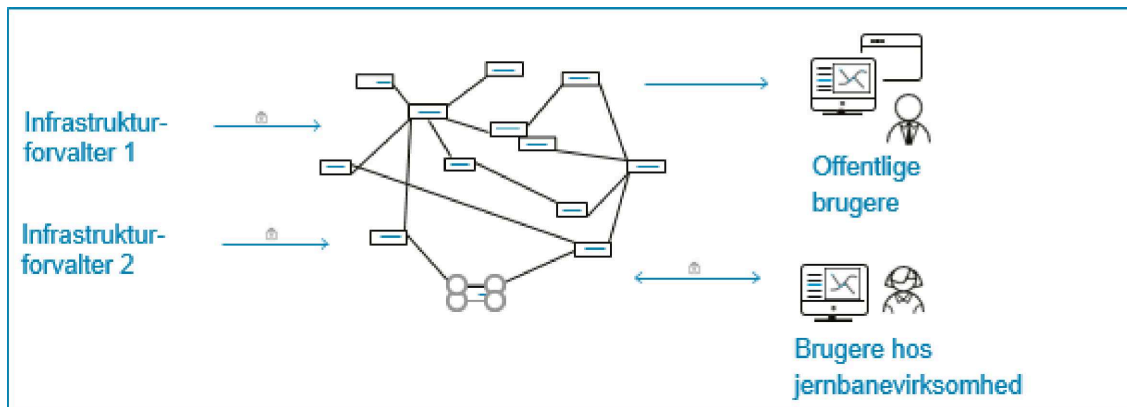 Infrastruktur-
forvalter 1
Infrastruktur-
forvalter 2
Offentlige
brugere
Brugere hos
jernbanevirksomhed